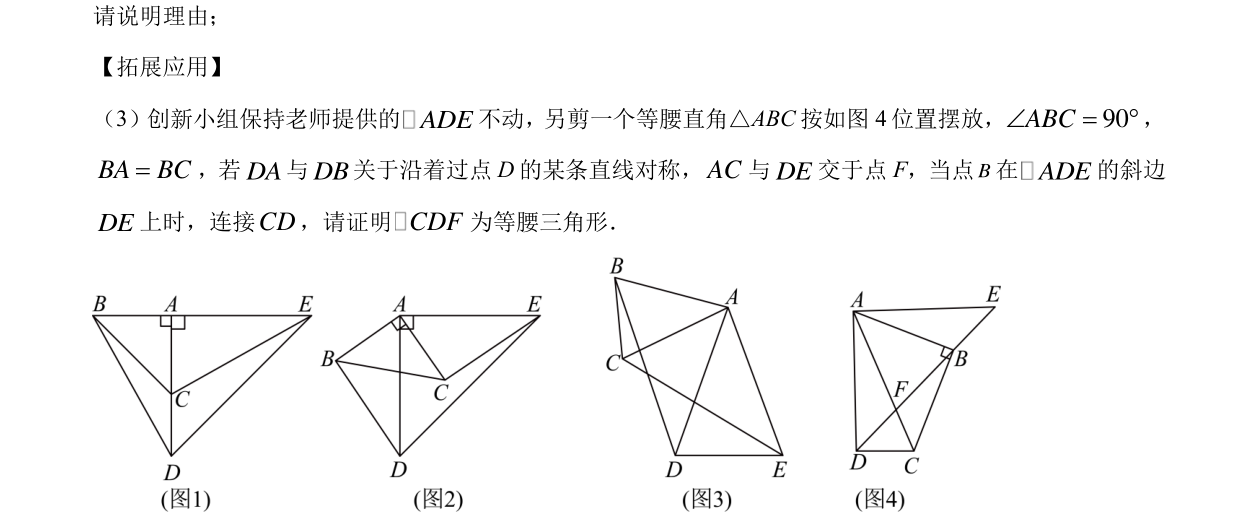 请说明理由；
【拓展应用】
（3）创新小组保持老师提供的□ADE不动，另剪一个等腰直角△ABC按如图4位置摆放，∠ABC = 90°，
BA = BC，若DA与DB关于沿着过点D的某条直线对称，AC与DE交于点F，当点B在□ADE的斜边
DE上时，连接CD，请证明□CDF为等腰三角形．
B A E C D
A E B C D
B A C D E
A E B F D C
(图1) (图2) (图3) (图4)